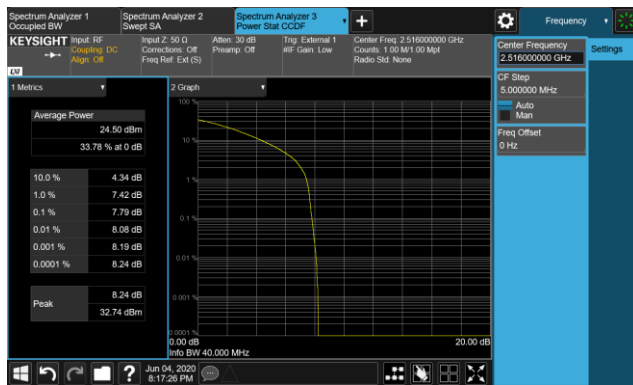 Spectrum Analyzer 1
Occupied BW
Spectrum Analyzer 2
Swept SA
Spectrum Analyzer 3
Power Stat CCDF
Frequency
KEYSIGHT
Input: RF
Coupling: DC
Align: Off
Input Z: 50 Ω
Corrections: Off
Freq Ref: Ext (S)
Atten: 30 dB
Preamp: Off
Trig: External 1
#IF Gain: Low
Center Freq: 2.516000000 GHz
Counts: 1.00 M/1.00 Mpt
Radio Std: None
LXI
Center Frequency
2.516000000 GHz
Settings
CF Step
5.000000 MHz
Auto
Man
Freq Offset
0 Hz
1 Metrics
Average Power
24.50 dBm
33.78 % at 0 dB
10.0 % 4.34 dB
1.0 % 7.42 dB
0.1 % 7.79 dB
0.01 % 8.08 dB
0.001 % 8.19 dB
0.0001 % 8.24 dB
Peak
8.24 dB
32.74 dBm
2 Graph
100 %
10 %
1 %
0.1 %
0.01 %
0.001 %
0.0001 %
0.00 dB
20.00 dB
Info BW 40.000 MHz
?
Jun 04, 2020
8:17:26 PM